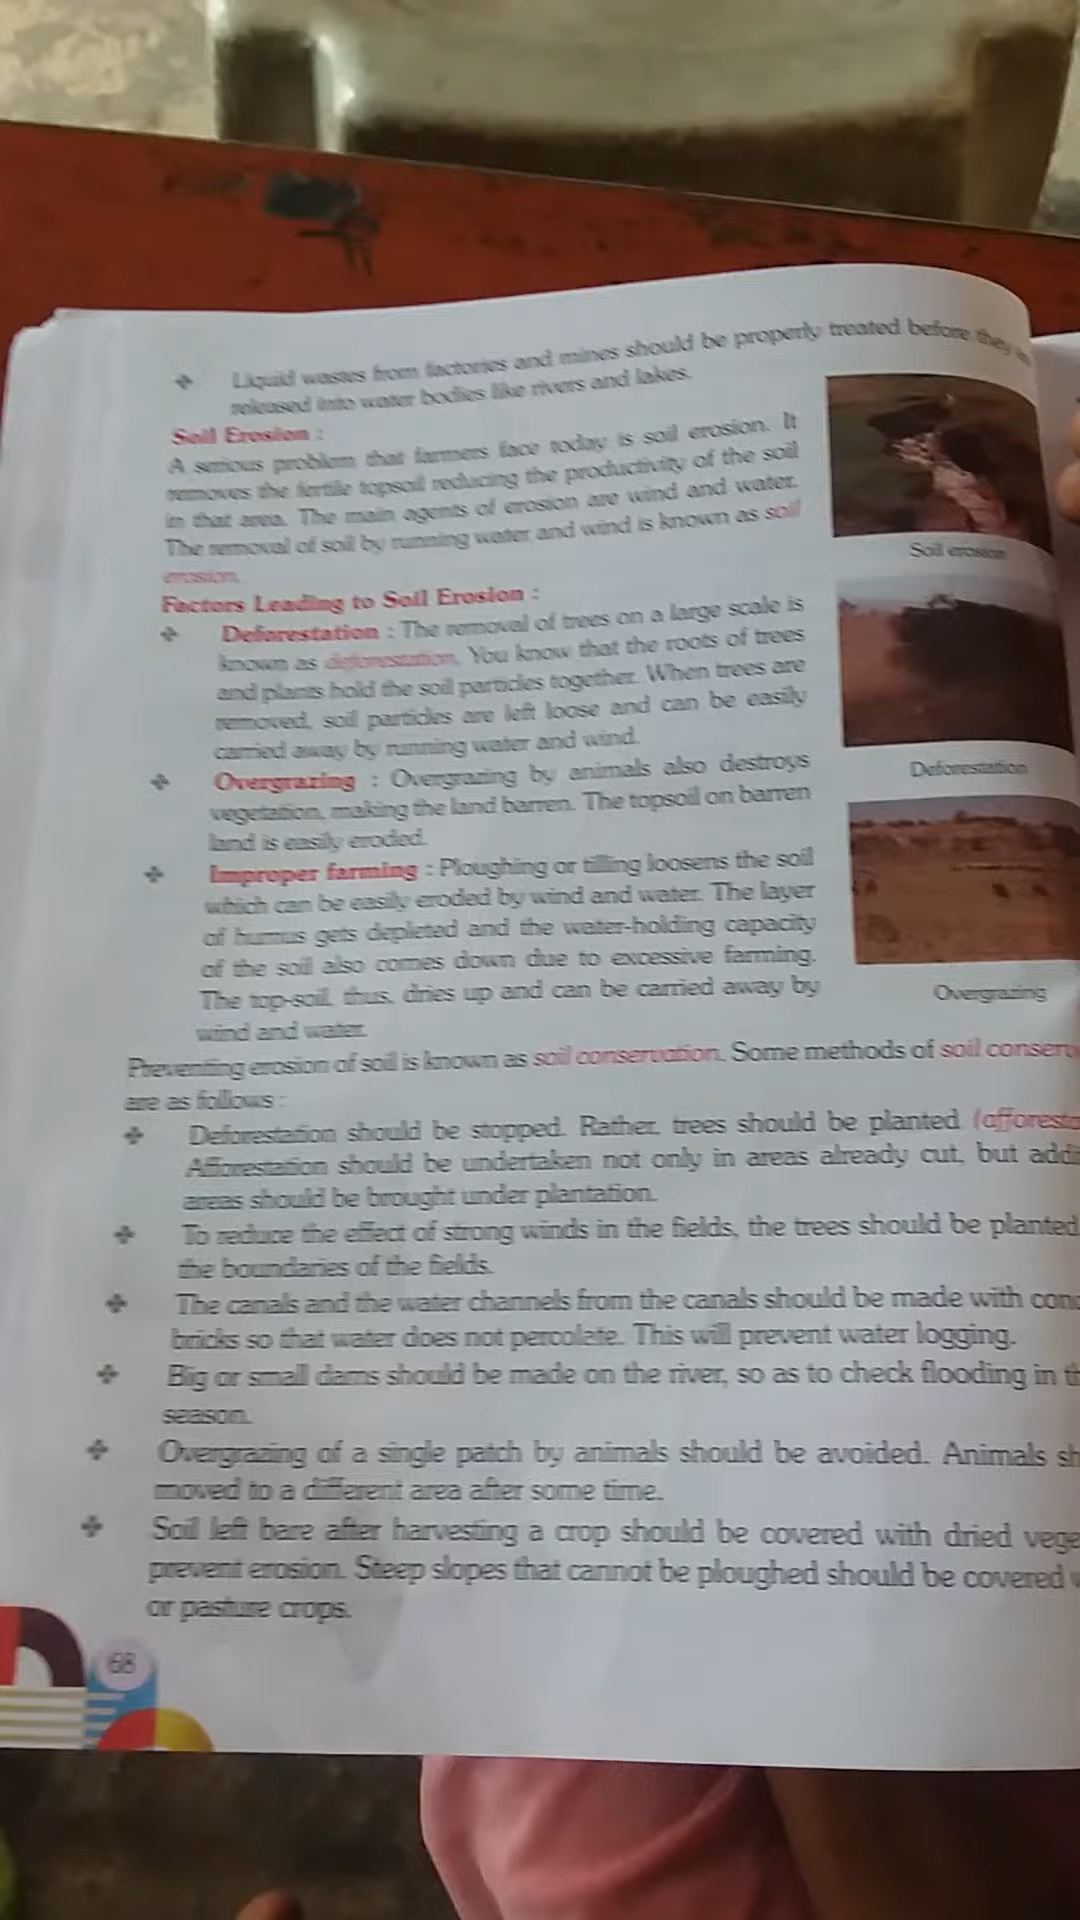 Liquid wastes from factories and mines should be properly treated before they
released into water bodies like rivers and lakes.
Soil Erosion :
A serious problem that farmers face today is soil erosion. It
removes the fertile topsoil reducing the productivity of the soil
in that area. The main agents of erosion are wind and water.
The removal of soil by running water and wind is known as soil
erosion.
Soil erosion
Factors Leading to Soil Erosion :
Deforestation : The removal of trees on a large scale is
known as deforestation. You know that the roots of trees
and plants hold the soil particles together. When trees are
removed, soil particles are left loose and can be easily
carried away by running water and wind.
Deforestation
Overgrazing : Overgrazing by animals also destroys
vegetation, making the land barren. The topsoil on barren
land is easily eroded.
Improper farming : Ploughing or tilling loosens the soil
which can be easily eroded by wind and water. The layer
of humus gets depleted and the water-holding capacity
of the soil also comes down due to excessive farming.
The top-soil, thus, dries up and can be carried away by
wind and water.
Overgrazing
Preventing erosion of soil is known as soil conservation. Some methods of soil
are as follows :
Deforestation should be stopped. Rather, trees should be planted
Afforestation should be undertaken not only in areas already cut, but
areas should be brought under plantation.
To reduce the effect of strong winds in the fields, the trees should be planted
the boundaries of the fields.
The canals and the water channels from the canals should be made with
bricks so that water does not percolate. This will prevent water logging.
Big or small dams should be made on the river, so as to check flooding in
season.
Overgrazing of a single patch by animals should be avoided. Animals
moved to a different area after some time.
Soil left bare after harvesting a crop should be covered with dried
prevent erosion. Steep slopes that cannot be ploughed should be covered
or pasture crops.
68